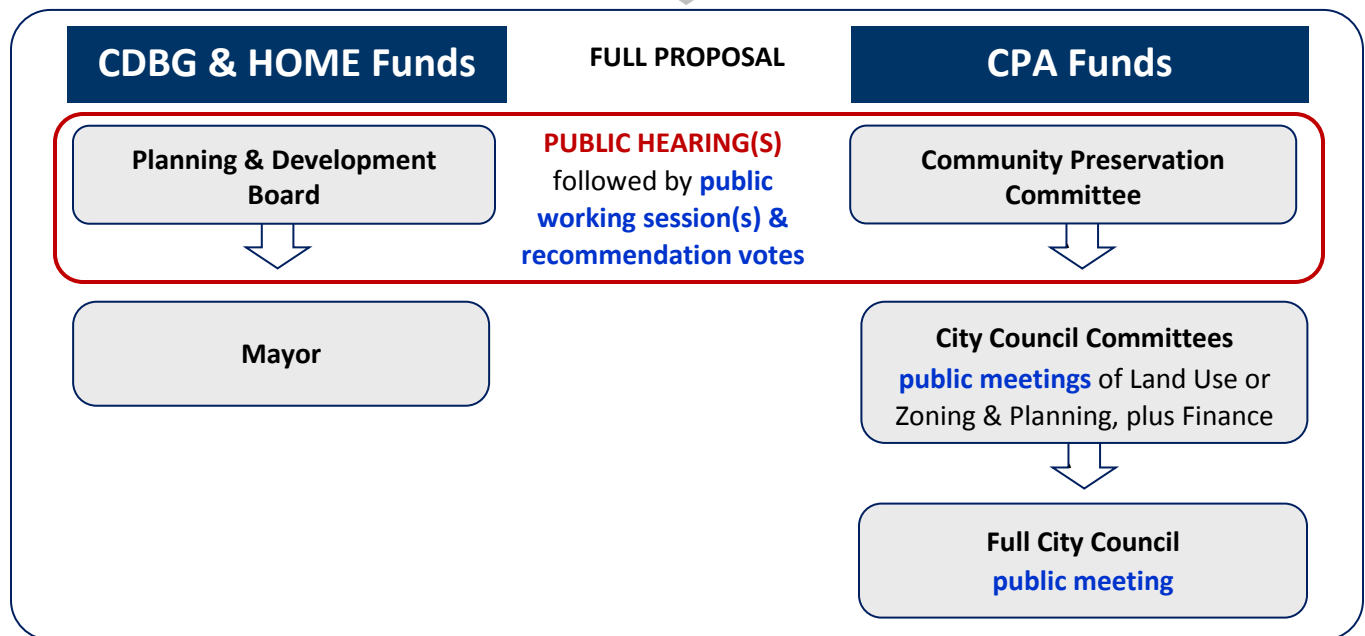 CDBG & HOME Funds
FULL PROPOSAL
CPA Funds
Planning & Development
Board
PUBLIC HEARING(S)
followed by public
working session(s) &
recommendation votes
Community Preservation
Committee
Mayor
City Council Committees
public meetings of Land Use or
Zoning & Planning, plus Finance
Full City Council
public meeting